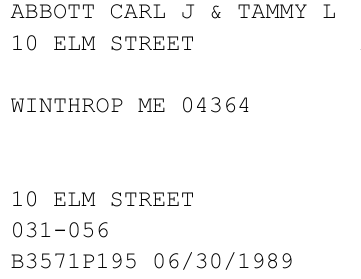 ABBOTT CARL J & TAMMY L
10 ELM STREET
WINTHROP ME 04364
10 ELM STREET
031-056
B3571P195 06/30/1989